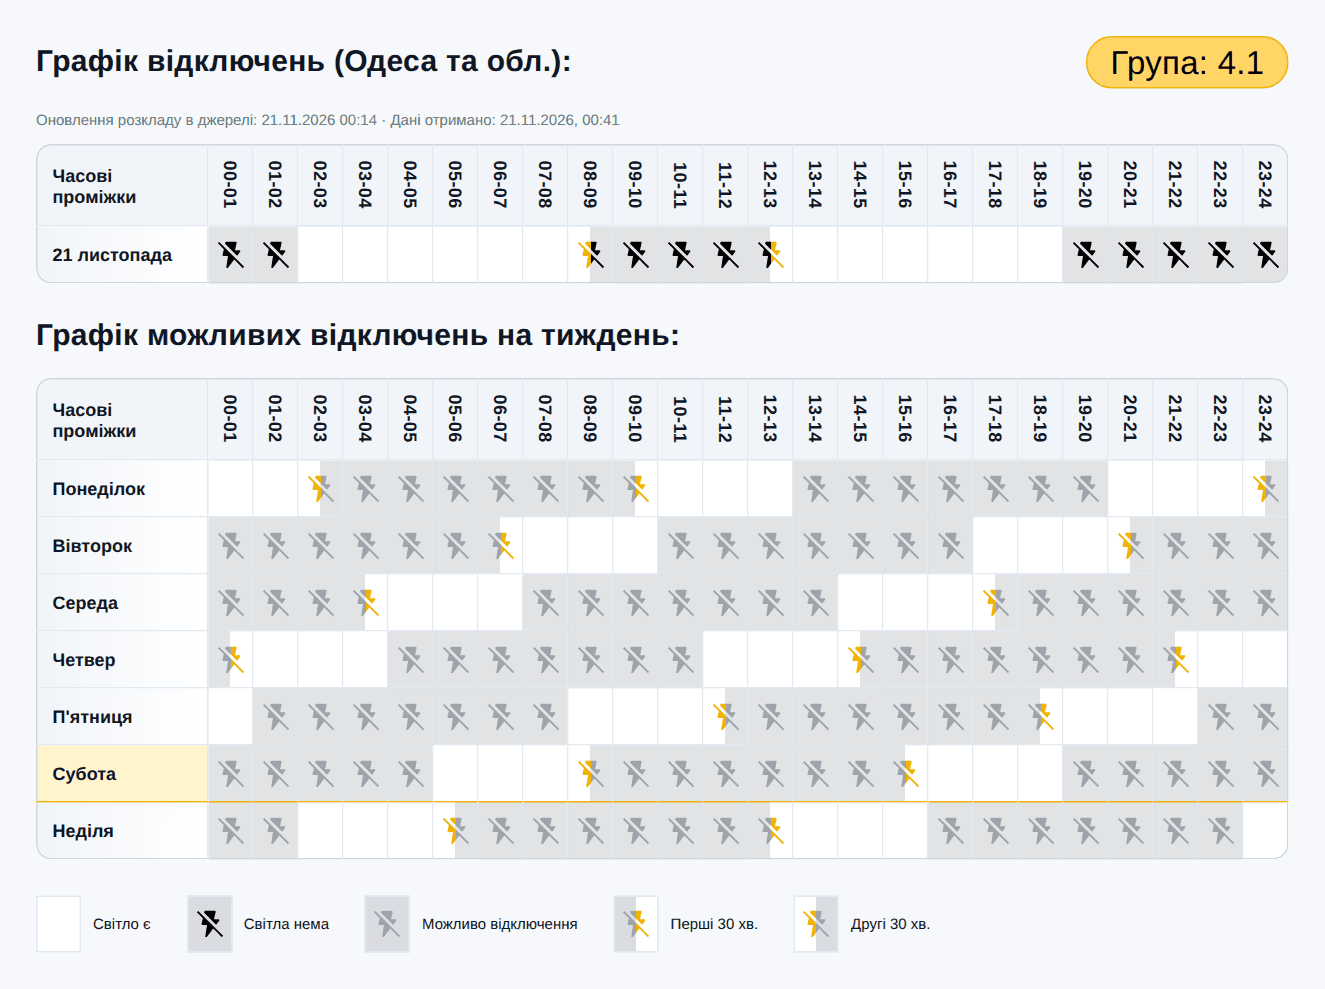 Графік відключень (Одеса та обл.):
Група: 4.1
Оновлення розкладу в джерелі: 21.11.2026 00:14 · Дані отримано: 21.11.2026, 00:41
Часові проміжки 00-01 01-02 02-03 03-04 04-05 05-06 06-07 07-08 08-09 09-10 10-11 11-12 12-13 13-14 14-15 15-16 16-17 17-18 18-19 19-20 20-21 21-22 22-23 23-24
21 листопада
Графік можливих відключень на тиждень:
Часові проміжки 00-01 01-02 02-03 03-04 04-05 05-06 06-07 07-08 08-09 09-10 10-11 11-12 12-13 13-14 14-15 15-16 16-17 17-18 18-19 19-20 20-21 21-22 22-23 23-24
Понеділок
Вівторок
Середа
Четвер
П'ятниця
Субота
Неділя
Світло є Світла нема Можливо відключення Перші 30 хв. Другі 30 хв.